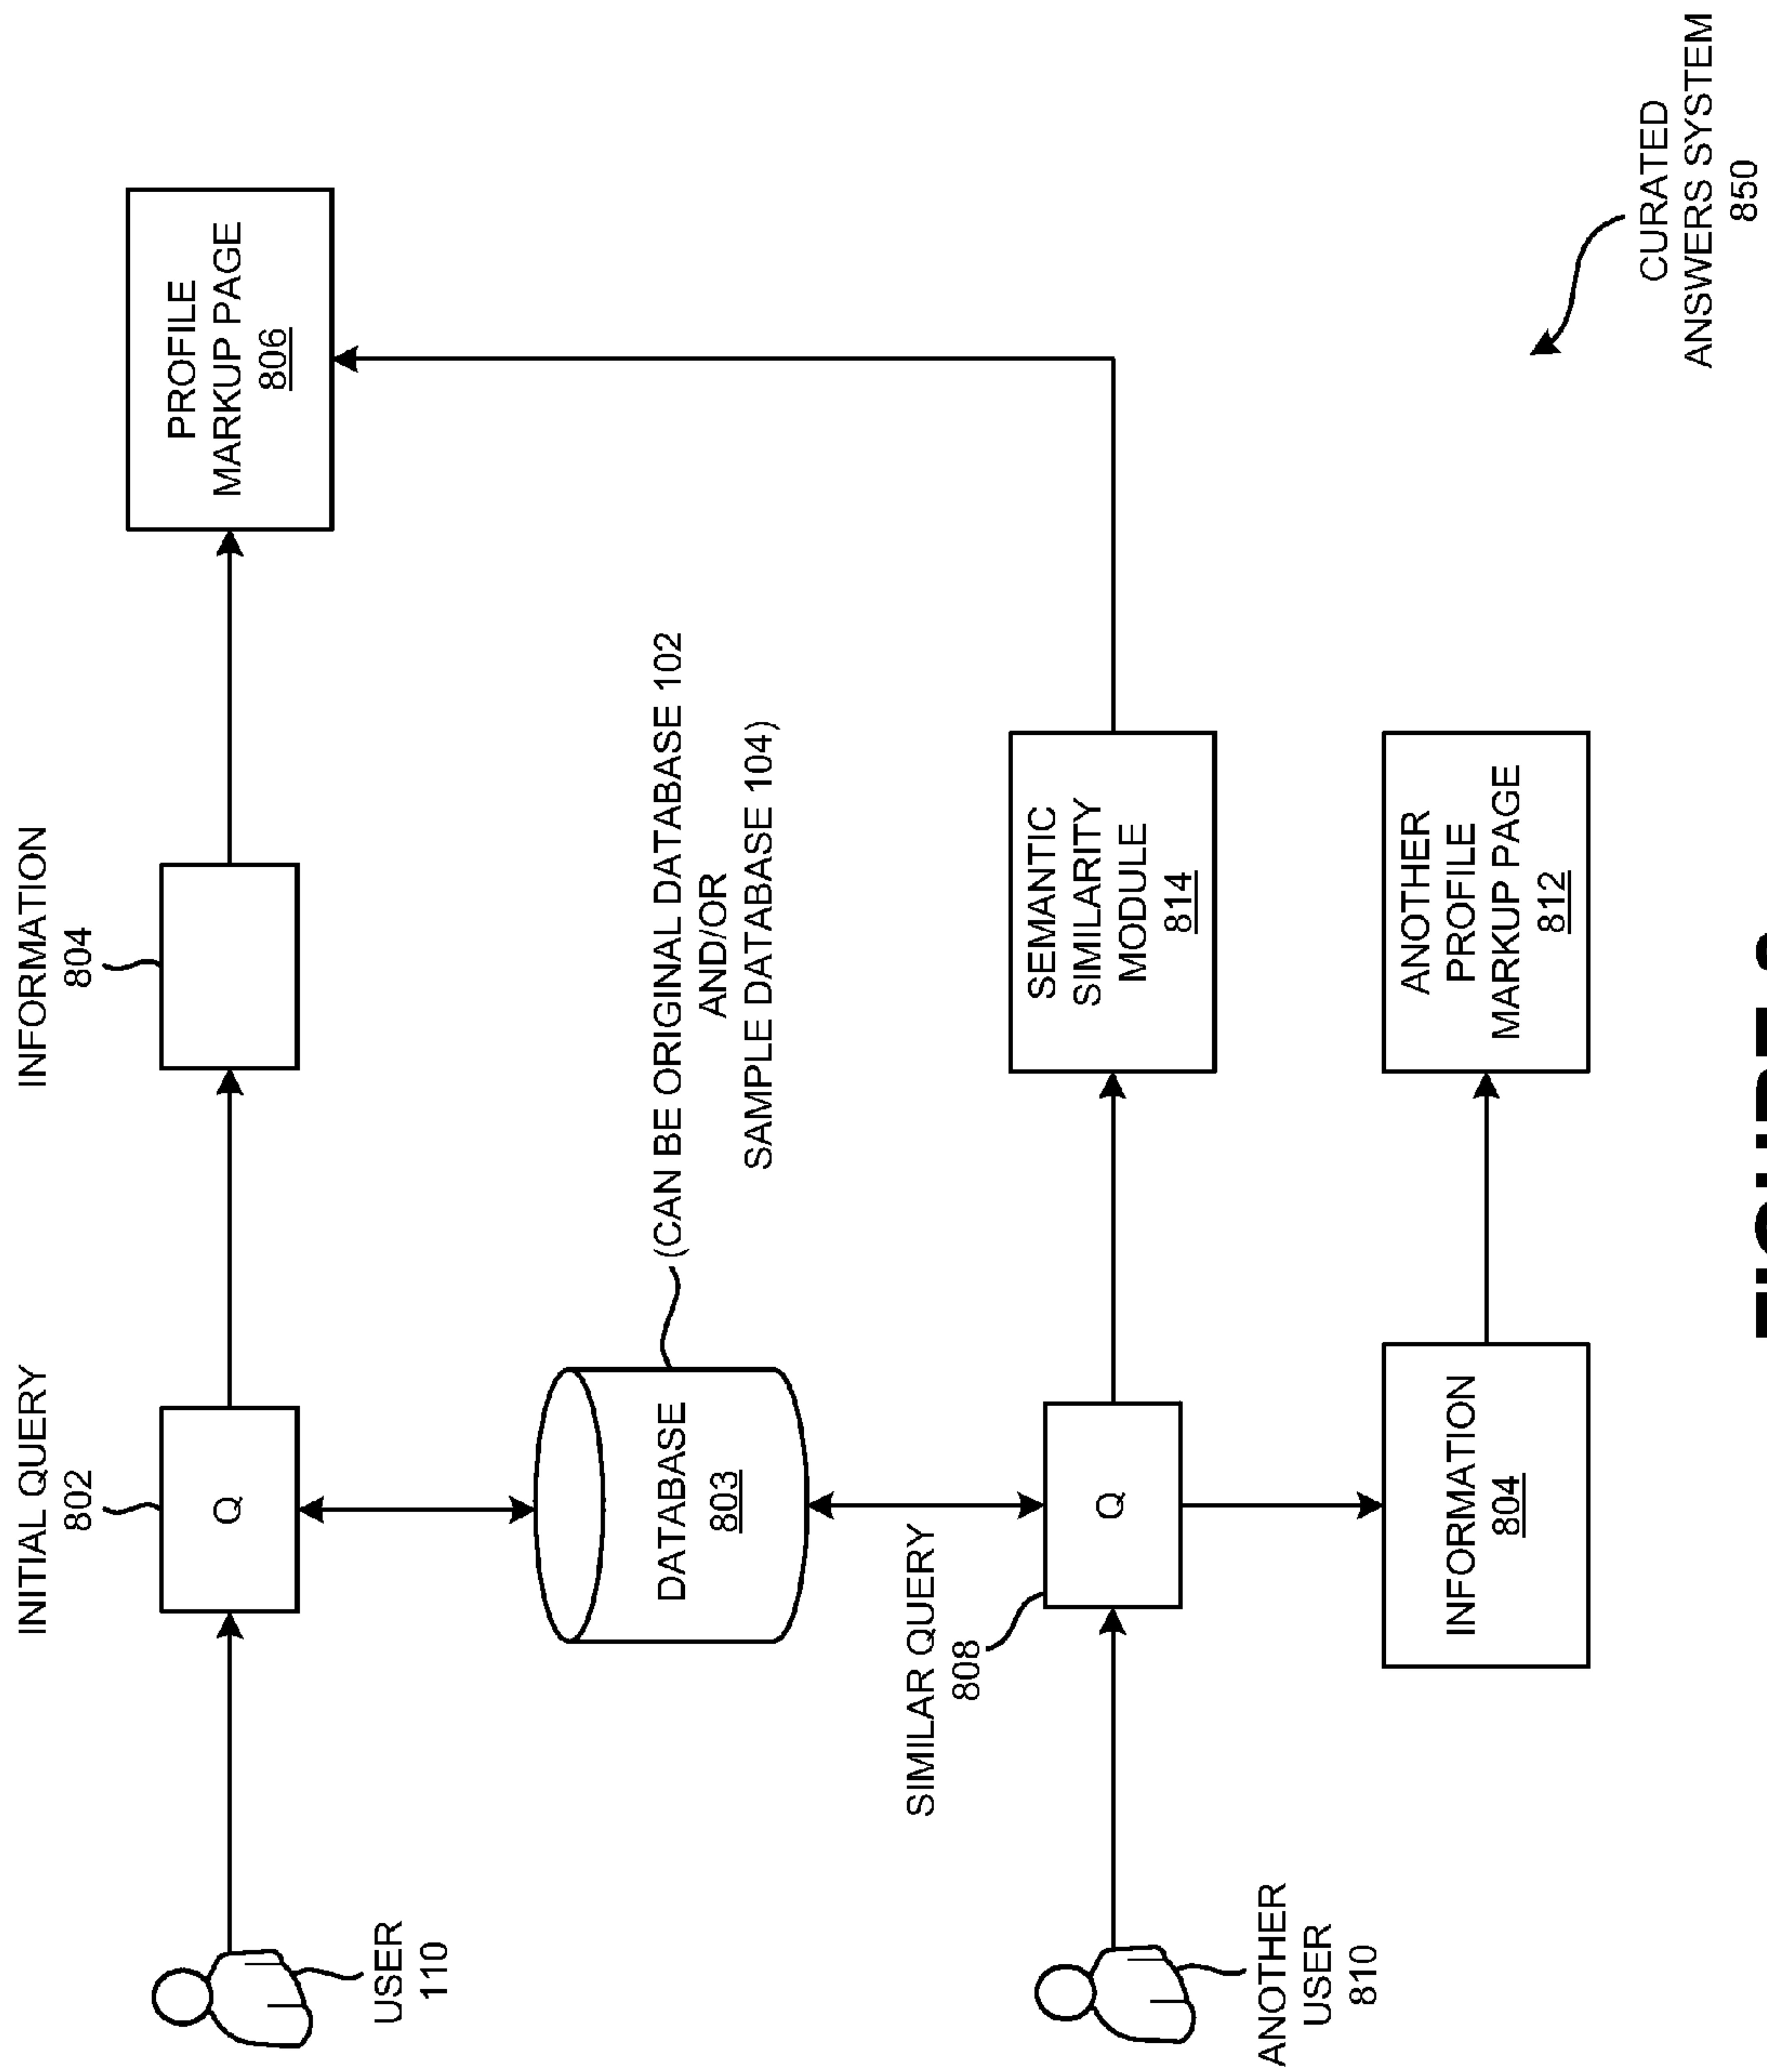 INITIAL QUERY
802
INFORMATION
804
Q
PROFILE
MARKUP PAGE
806
USER
110
DATABASE
803
(CAN BE ORIGINAL DATABASE 102
AND/OR
SAMPLE DATABASE 104)
SIMILAR QUERY
808
Q
SEMANTIC
SIMILARITY
MODULE
814
ANOTHER
USER
810
INFORMATION
804
ANOTHER
PROFILE
MARKUP PAGE
812
CURATED
ANSWERS SYSTEM
850